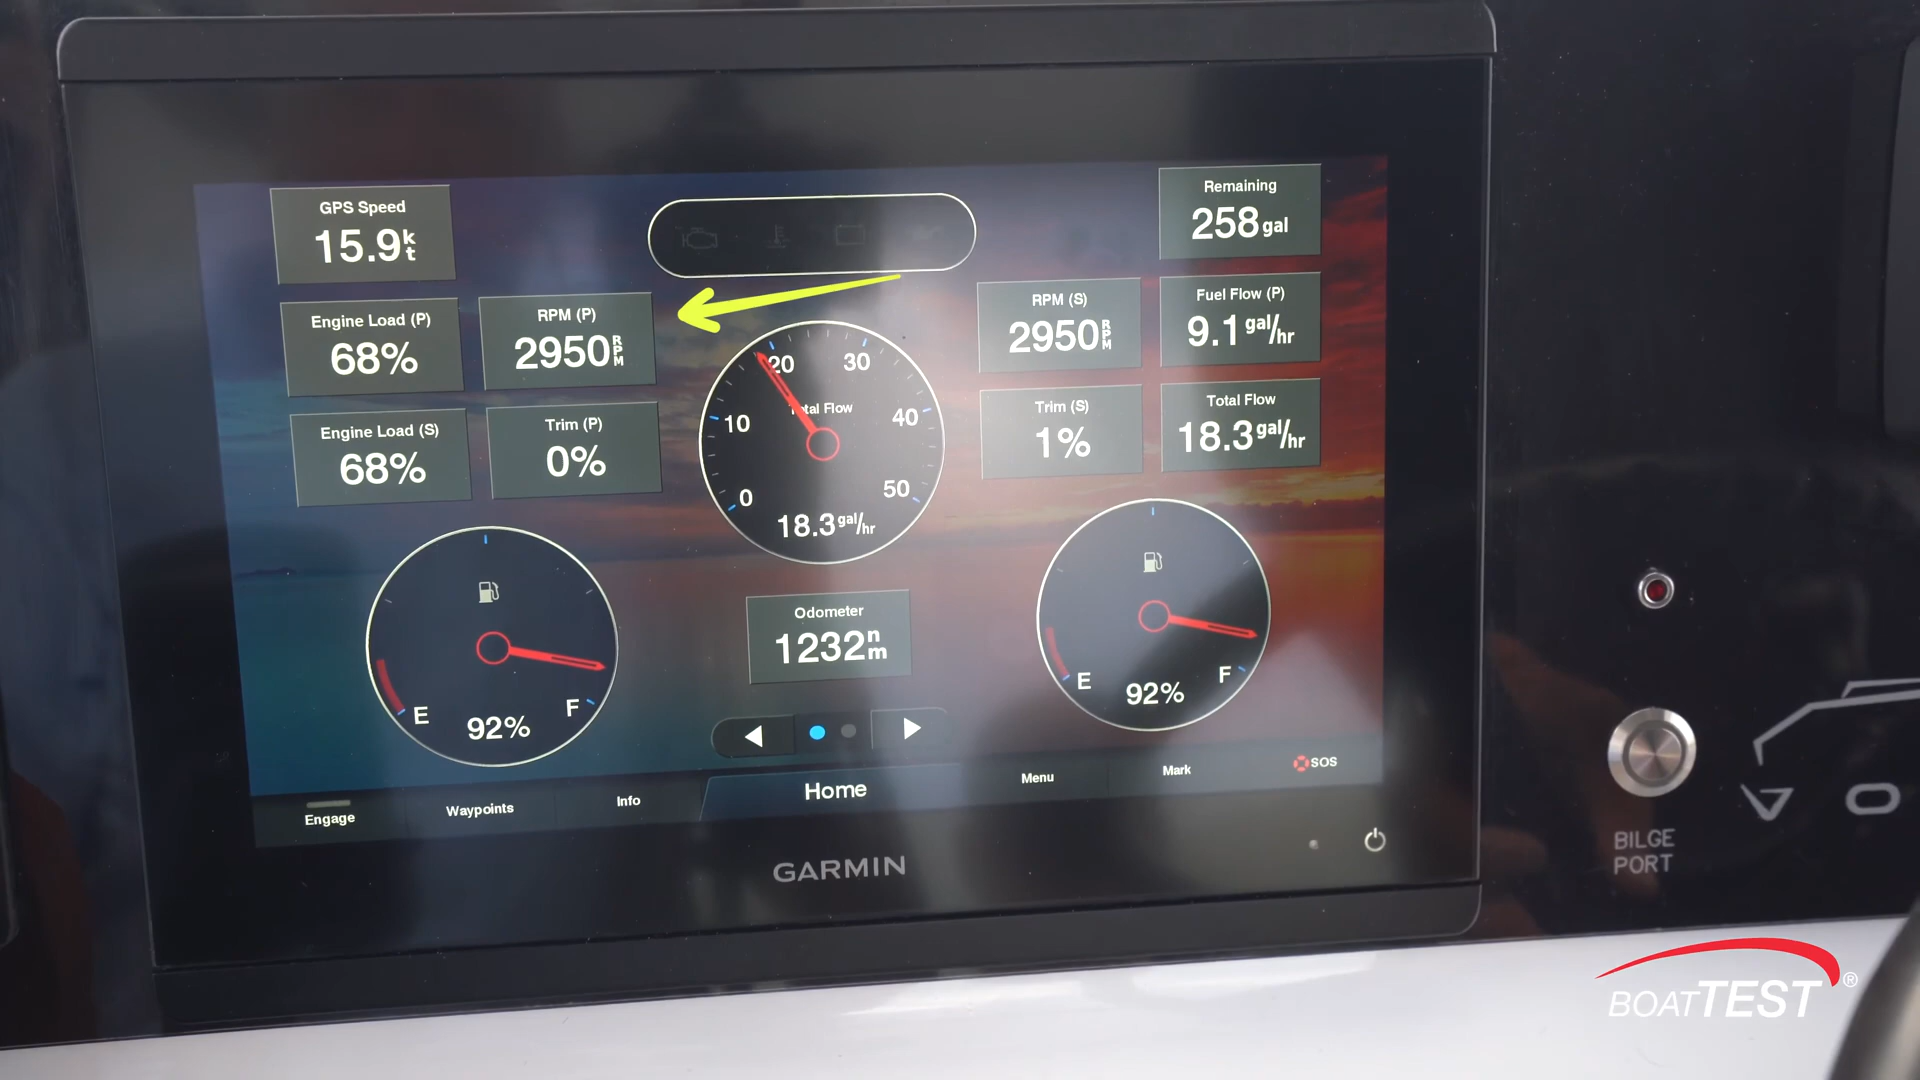 GPS Speed
15.9kt
Remaining
258gal
Engine Load (P)
68%
RPM (P)
2950RPM
RPM (S)
2950RPM
Fuel Flow (P)
9.1gal/hr
Engine Load (S)
68%
Trim (P)
0%
Trim (S)
1%
Total Flow
18.3gal/hr
0
10
20
30
40
50
18.3gal/hr
Odometer
1232nm
E
F
92%
E
F
92%
Engage
Waypoints
Info
Home
Menu
Mark
SOS
GARMIN
BILGE
PORT
BOATTEST®